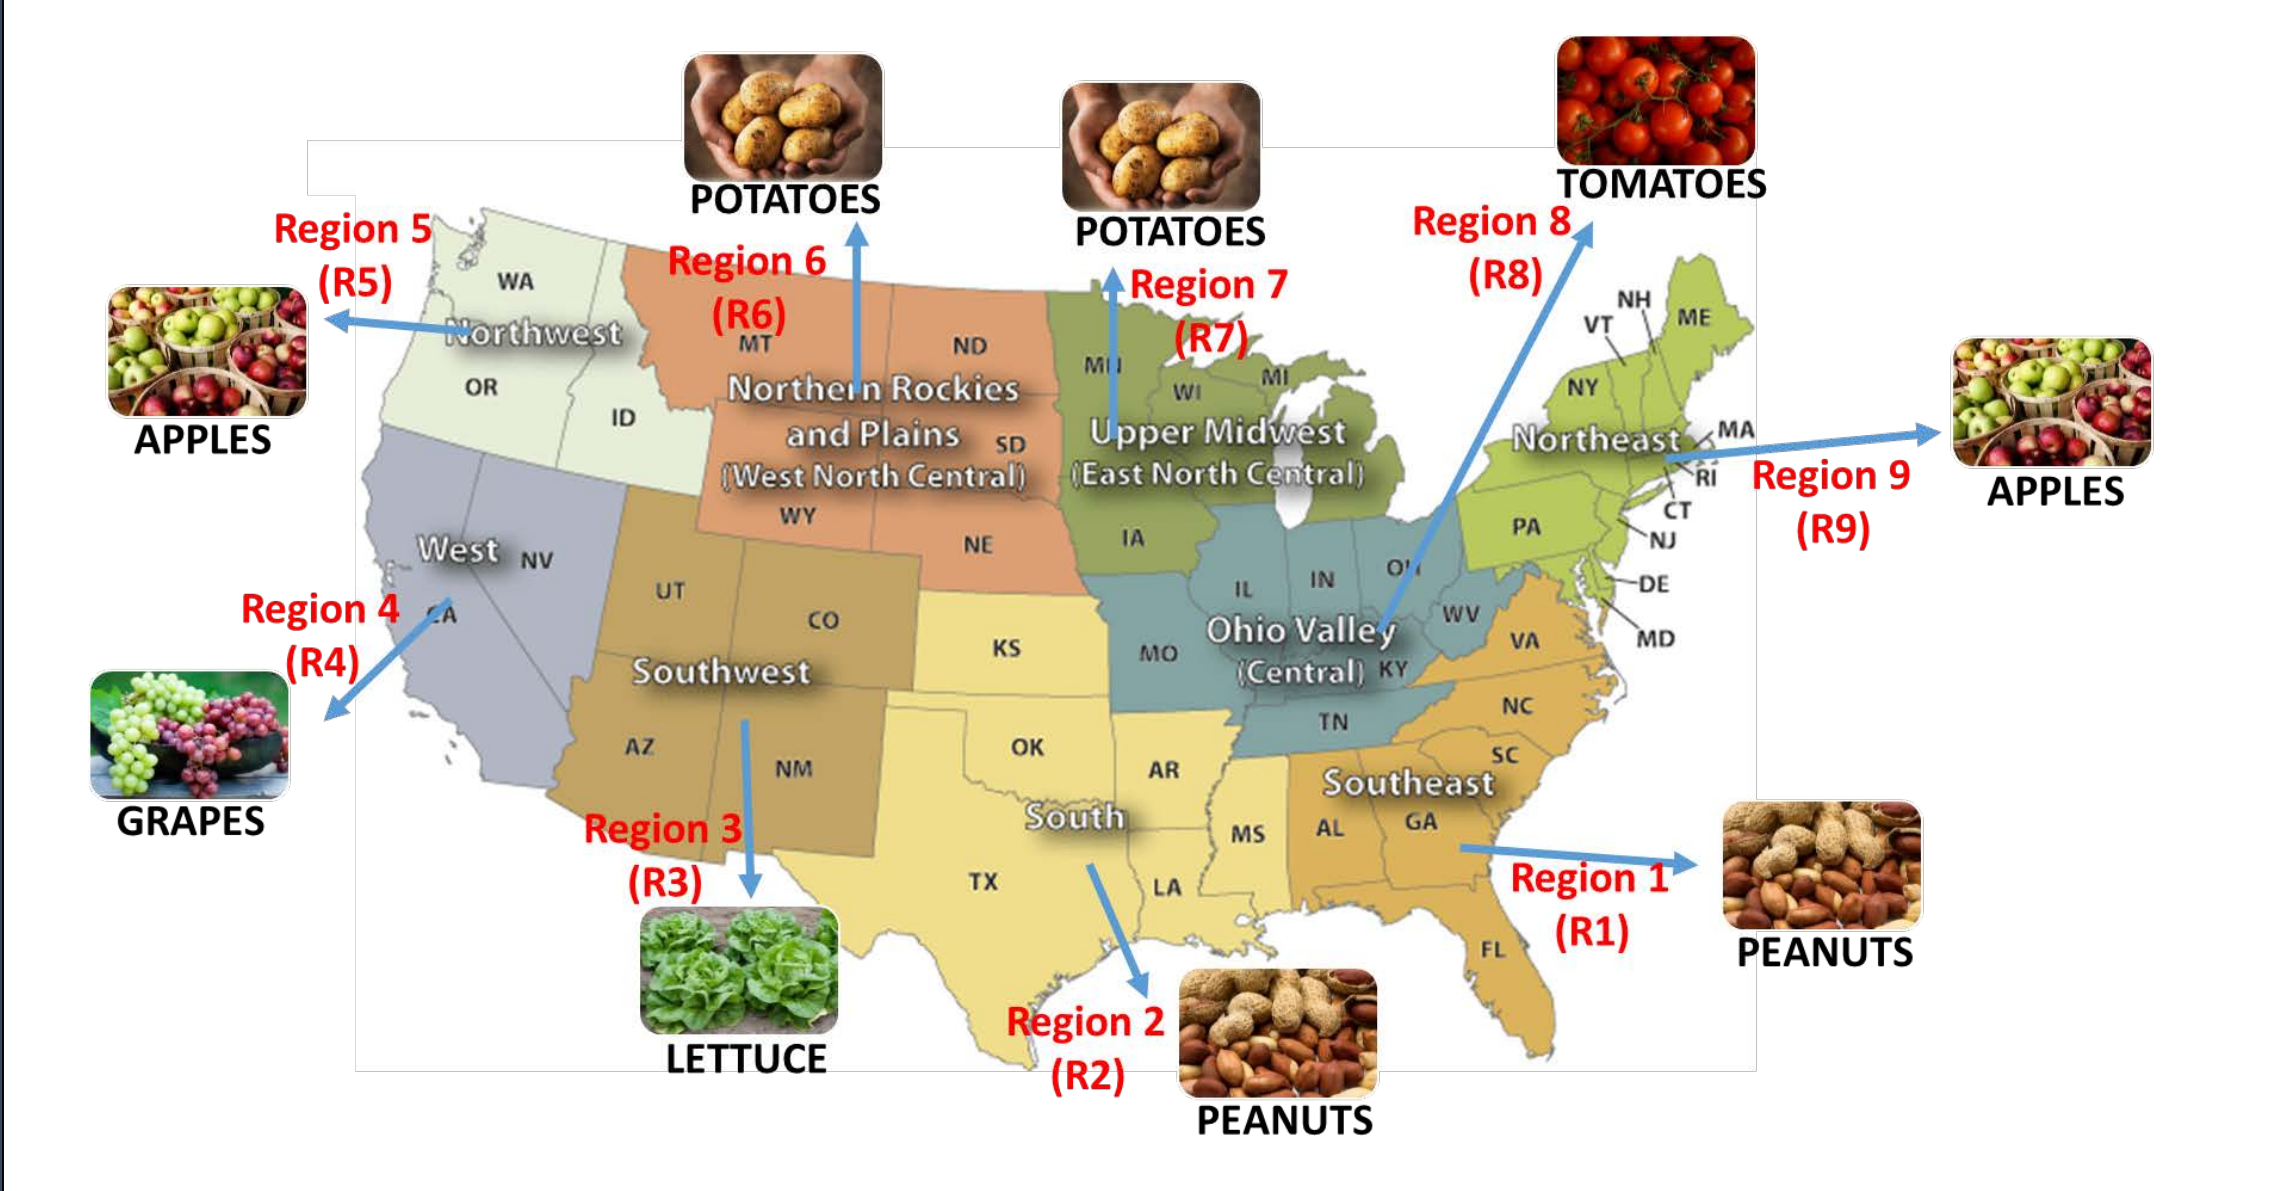 POTATOES
POTATOES
TOMATOES
Region 5
(R5)
APPLES
Region 6
(R6)
Region 7
(R7)
Region 8
(R8)
Region 9
(R9)
APPLES
WA
Northwest
OR
ID
MT
ND
Northern Rockies
and Plains
SD
(West North Central)
WY
NE
MN
WI
MI
Upper Midwest
(East North Central)
IA
NH
VT
ME
NY
Northeast
MA
RI
CT
PA
NJ
DE
MD
West
NV
CA
Region 4
(R4)
GRAPES
UT
CO
Southwest
AZ
NM
Region 3
(R3)
LETTUCE
KS
OK
AR
South
TX
LA
MS
Region 2
(R2)
PEANUTS
IL
IN
OH
WV
Ohio Valley
MO
(Central)
KY
TN
VA
NC
SC
Southeast
AL
GA
FL
Region 1
(R1)
PEANUTS